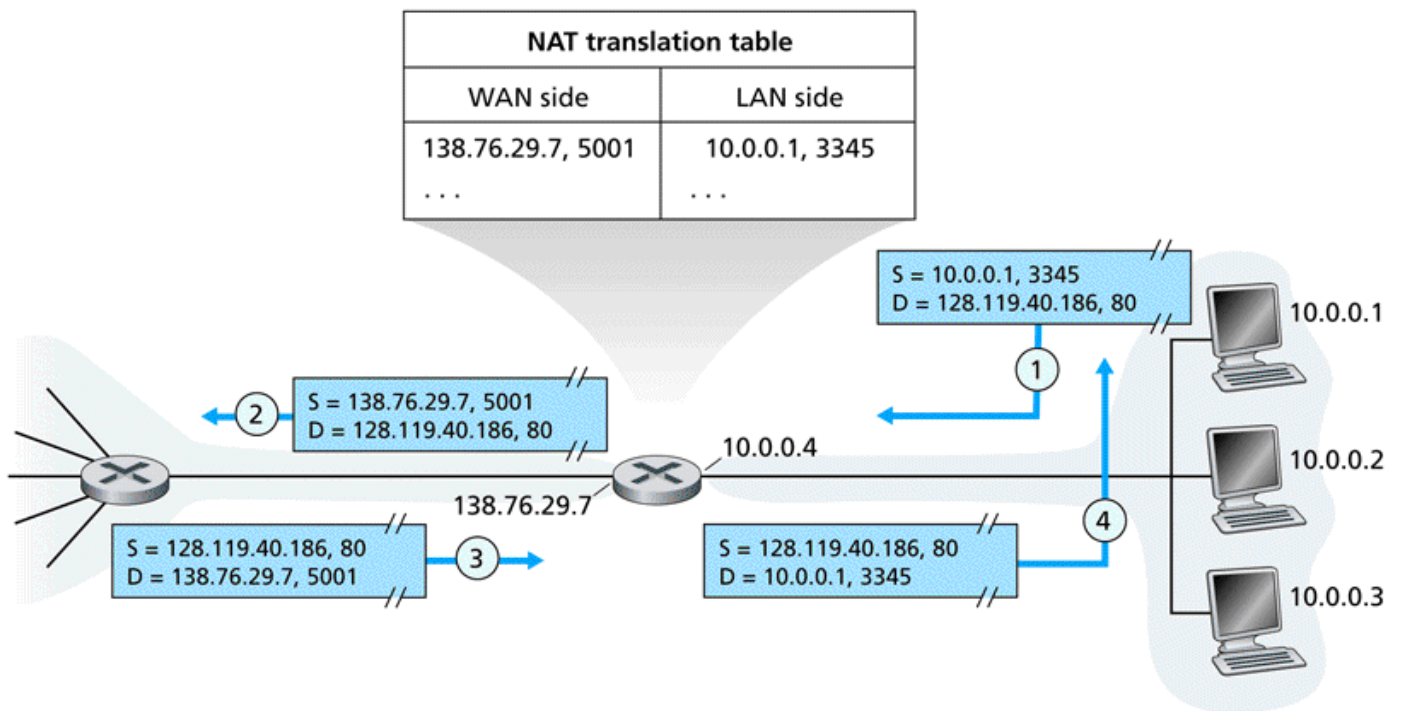 NAT translation table
WAN side
LAN side
138.76.29.7, 5001
10.0.0.1, 3345
. . .
. . .
S = 10.0.0.1, 3345
D = 128.119.40.186, 80
10.0.0.1
1
S = 138.76.29.7, 5001
D = 128.119.40.186, 80
2
10.0.0.4
10.0.0.2
138.76.29.7
4
S = 128.119.40.186, 80
D = 138.76.29.7, 5001
3
S = 128.119.40.186, 80
D = 10.0.0.1, 3345
10.0.0.3